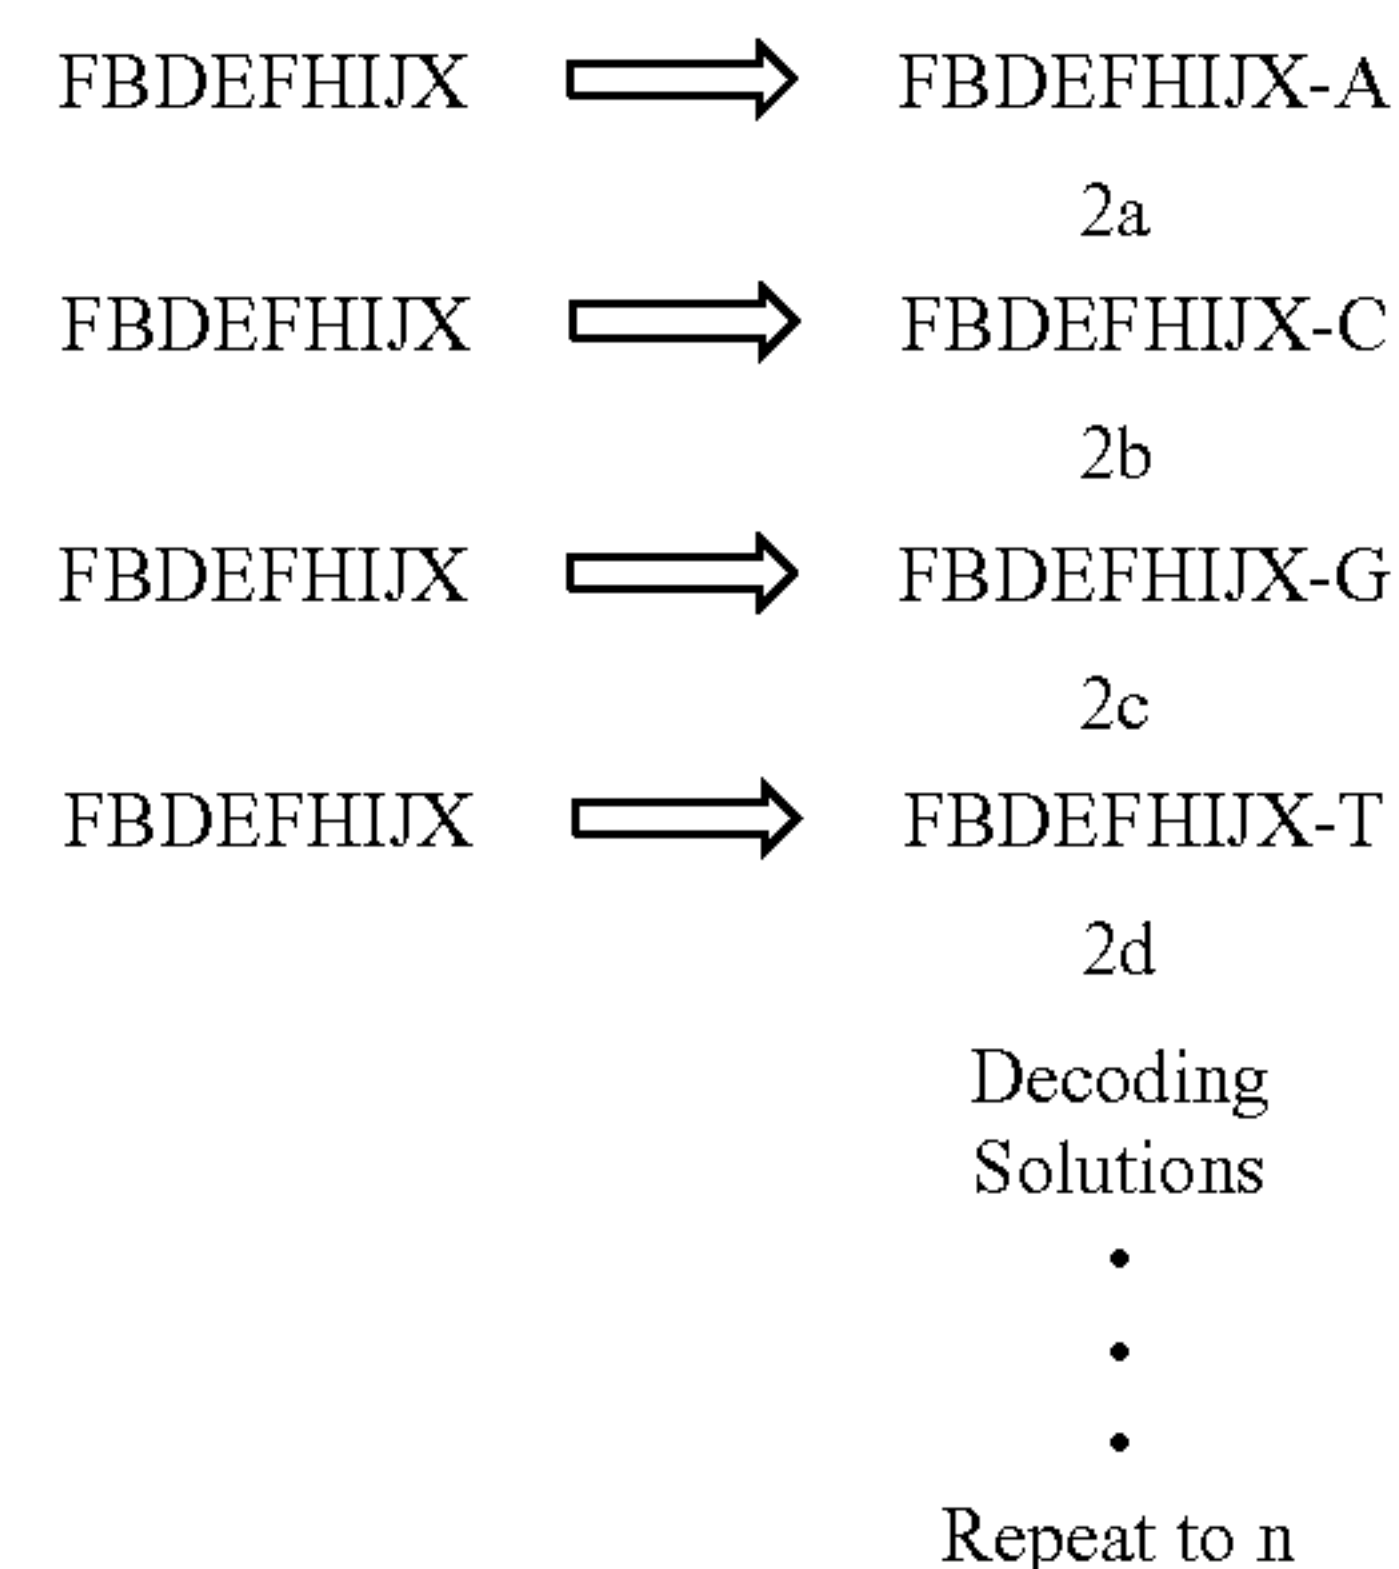 FBDEFHIJX FBDEFHIJX-A
2a
FBDEFHIJX FBDEFHIJX-C
2b
FBDEFHIJX FBDEFHIJX-G
2c
FBDEFHIJX FBDEFHIJX-T
2d
Decoding
Solutions
Repeat to n